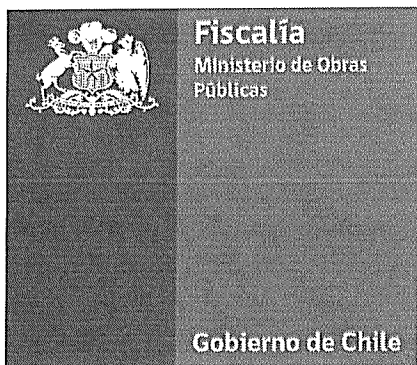 Fiscalía
Ministerio de Obras
Públicas
Gobierno de Chile